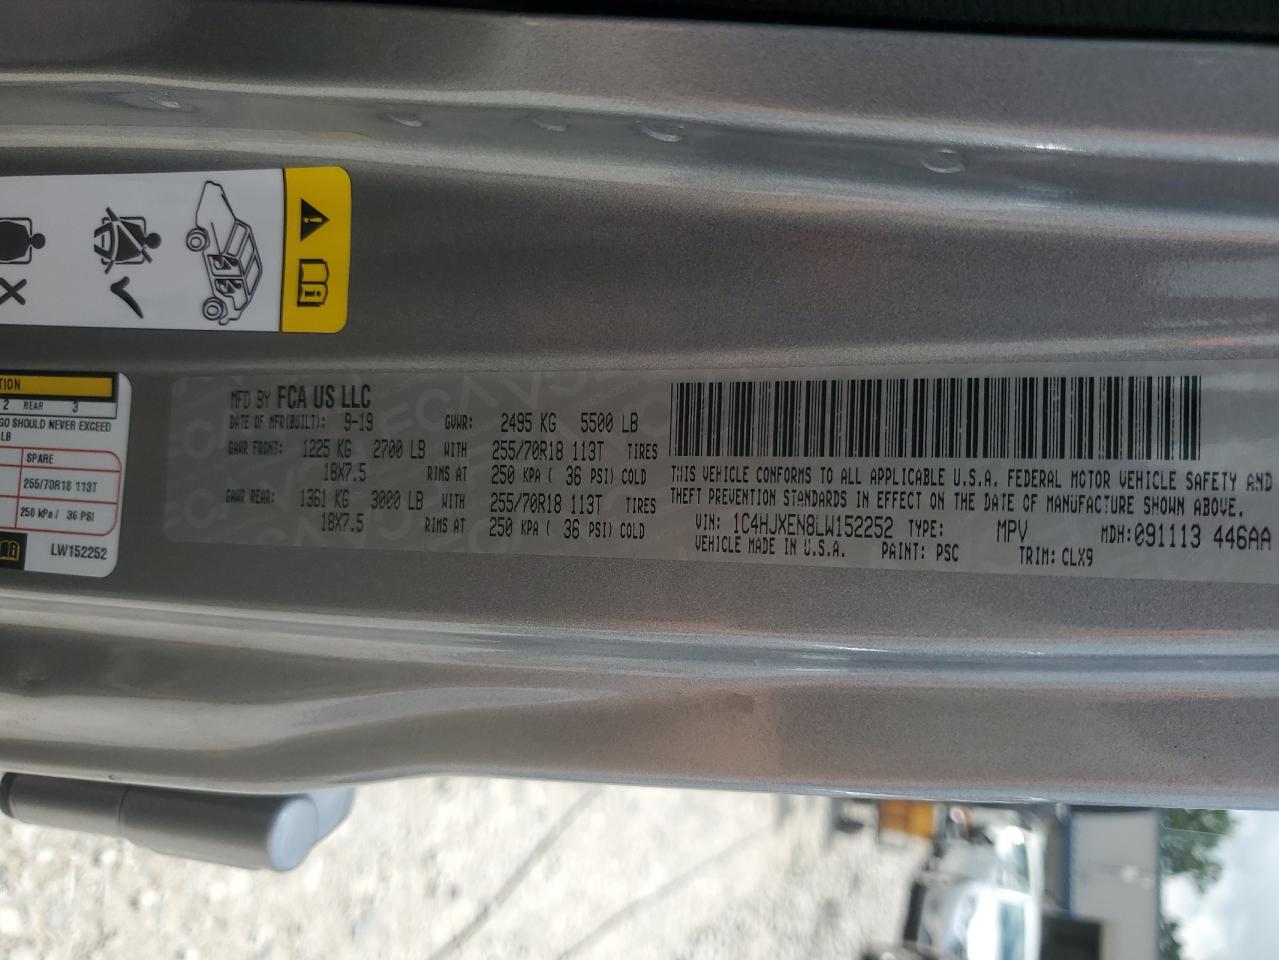 MFD BY FCA US LLC
DATE OF MFR(BUILT): 9-19 GVWR: 2495 KG 5500 LB
GAWR FRONT: 1225 KG 2700 LB WITH 255/70R18 113T TIRES
18X7.5 RIMS AT 250 KPA ( 36 PSI) COLD
GAWR REAR: 1361 KG 3000 LB WITH 255/70R18 113T TIRES
18X7.5 RIMS AT 250 KPA ( 36 PSI) COLD
THIS VEHICLE CONFORMS TO ALL APPLICABLE U.S.A. FEDERAL MOTOR VEHICLE SAFETY AND
THEFT PREVENTION STANDARDS IN EFFECT ON THE DATE OF MANUFACTURE SHOWN ABOVE.
VIN: 1C4HJXEN8LW152252 TYPE: MPV MDH:091113 446AA
VEHICLE MADE IN U.S.A. PAINT: PSC TRIM: CLX9
2 REAR 3
GO SHOULD NEVER EXCEED
LB
SPARE
255/70R18 113T
250 kPa / 36 PSI
LW152252